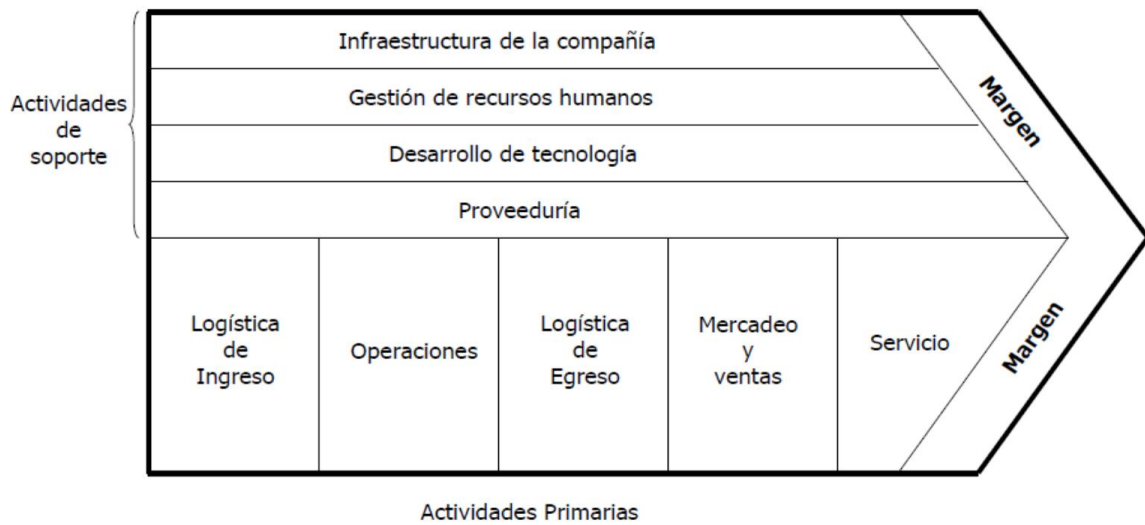 Infraestructura de la compañía
Gestión de recursos humanos
Desarrollo de tecnología
Proveeduría
Actividades
de
soporte
Margen
Logística
de
Ingreso
Operaciones
Logística
de
Egreso
Mercadeo
y
ventas
Servicio
Margen
Actividades Primarias